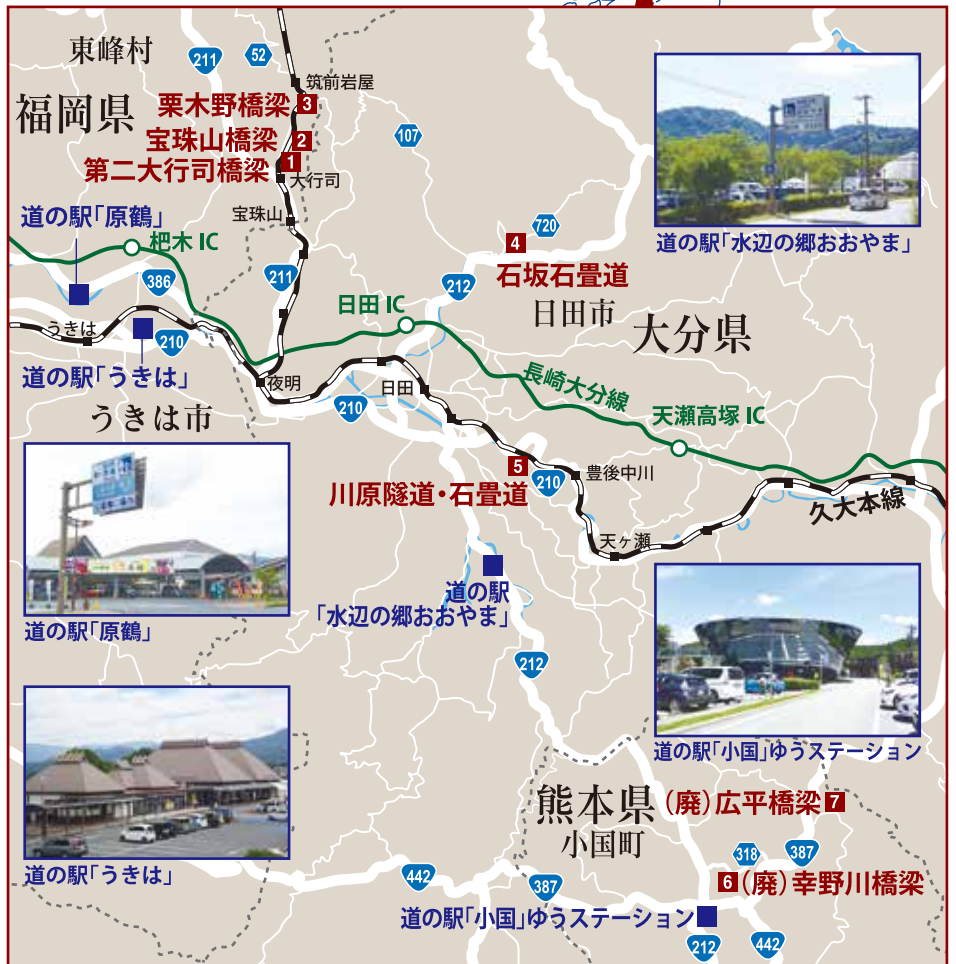 東峰村
211
52
筑前岩屋
福岡県
栗木野橋梁 3
宝珠山橋梁 2
第二大行司橋梁 1
大行司
107
道の駅「原鶴」
宝珠山
道の駅「水辺の郷おおやま」
杷木 IC
720
4
石坂石畳道
386
211
212
日田 IC
日田市
大分県
うきは
210
道の駅「うきは」
夜明
日田
210
長崎大分線
天瀬高塚 IC
うきは市
5
川原隧道・石畳道
210
豊後中川
久大本線
天ヶ瀬
道の駅
「水辺の郷おおやま」
道の駅「原鶴」
212
道の駅「小国」ゆうステーション
熊本県
(廃)広平橋梁 7
小国町
318
387
道の駅「うきは」
442
387
6 (廃)幸野川橋梁
道の駅「小国」ゆうステーション
212
442